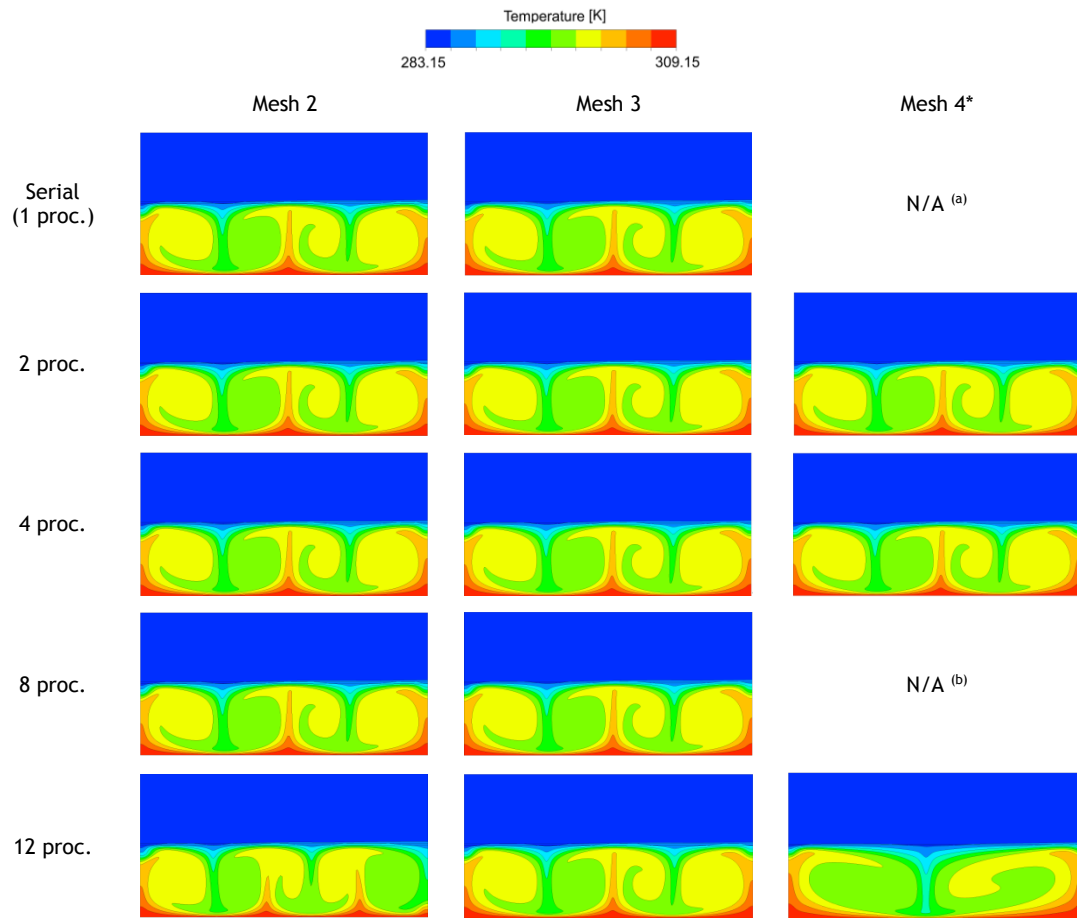 Temperature [K]
283.15 309.15
Mesh 2 Mesh 3 Mesh 4*
Serial
(1 proc.)
N/A (a)
2 proc.
4 proc.
8 proc.
N/A (b)
12 proc.